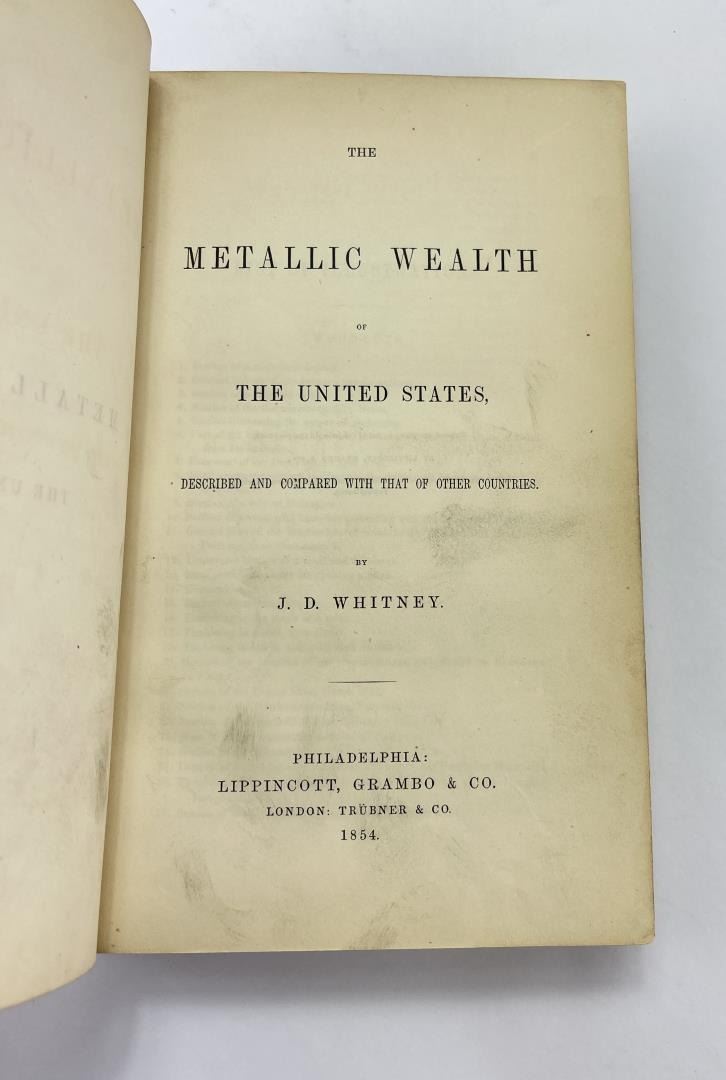 THE
METALLIC WEALTH
OF
THE UNITED STATES,
DESCRIBED AND COMPARED WITH THAT OF OTHER COUNTRIES.
BY
J. D. WHITNEY.
PHILADELPHIA:
LIPPINCOTT, GRAMBO & CO.
LONDON: TRÜBNER & CO.
1854.